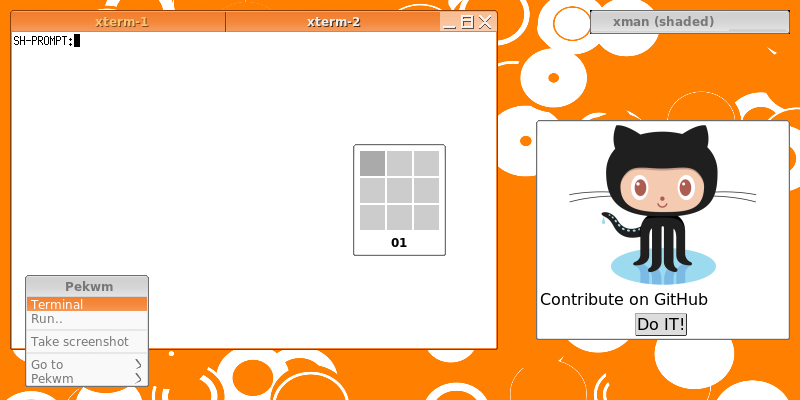 xterm-1 xterm-2
xman (shaded)
SH-PROMPT:
01
Pekwm
Terminal
Run..
Take screenshot
Go to
Pekwm
Contribute on GitHub
Do IT!